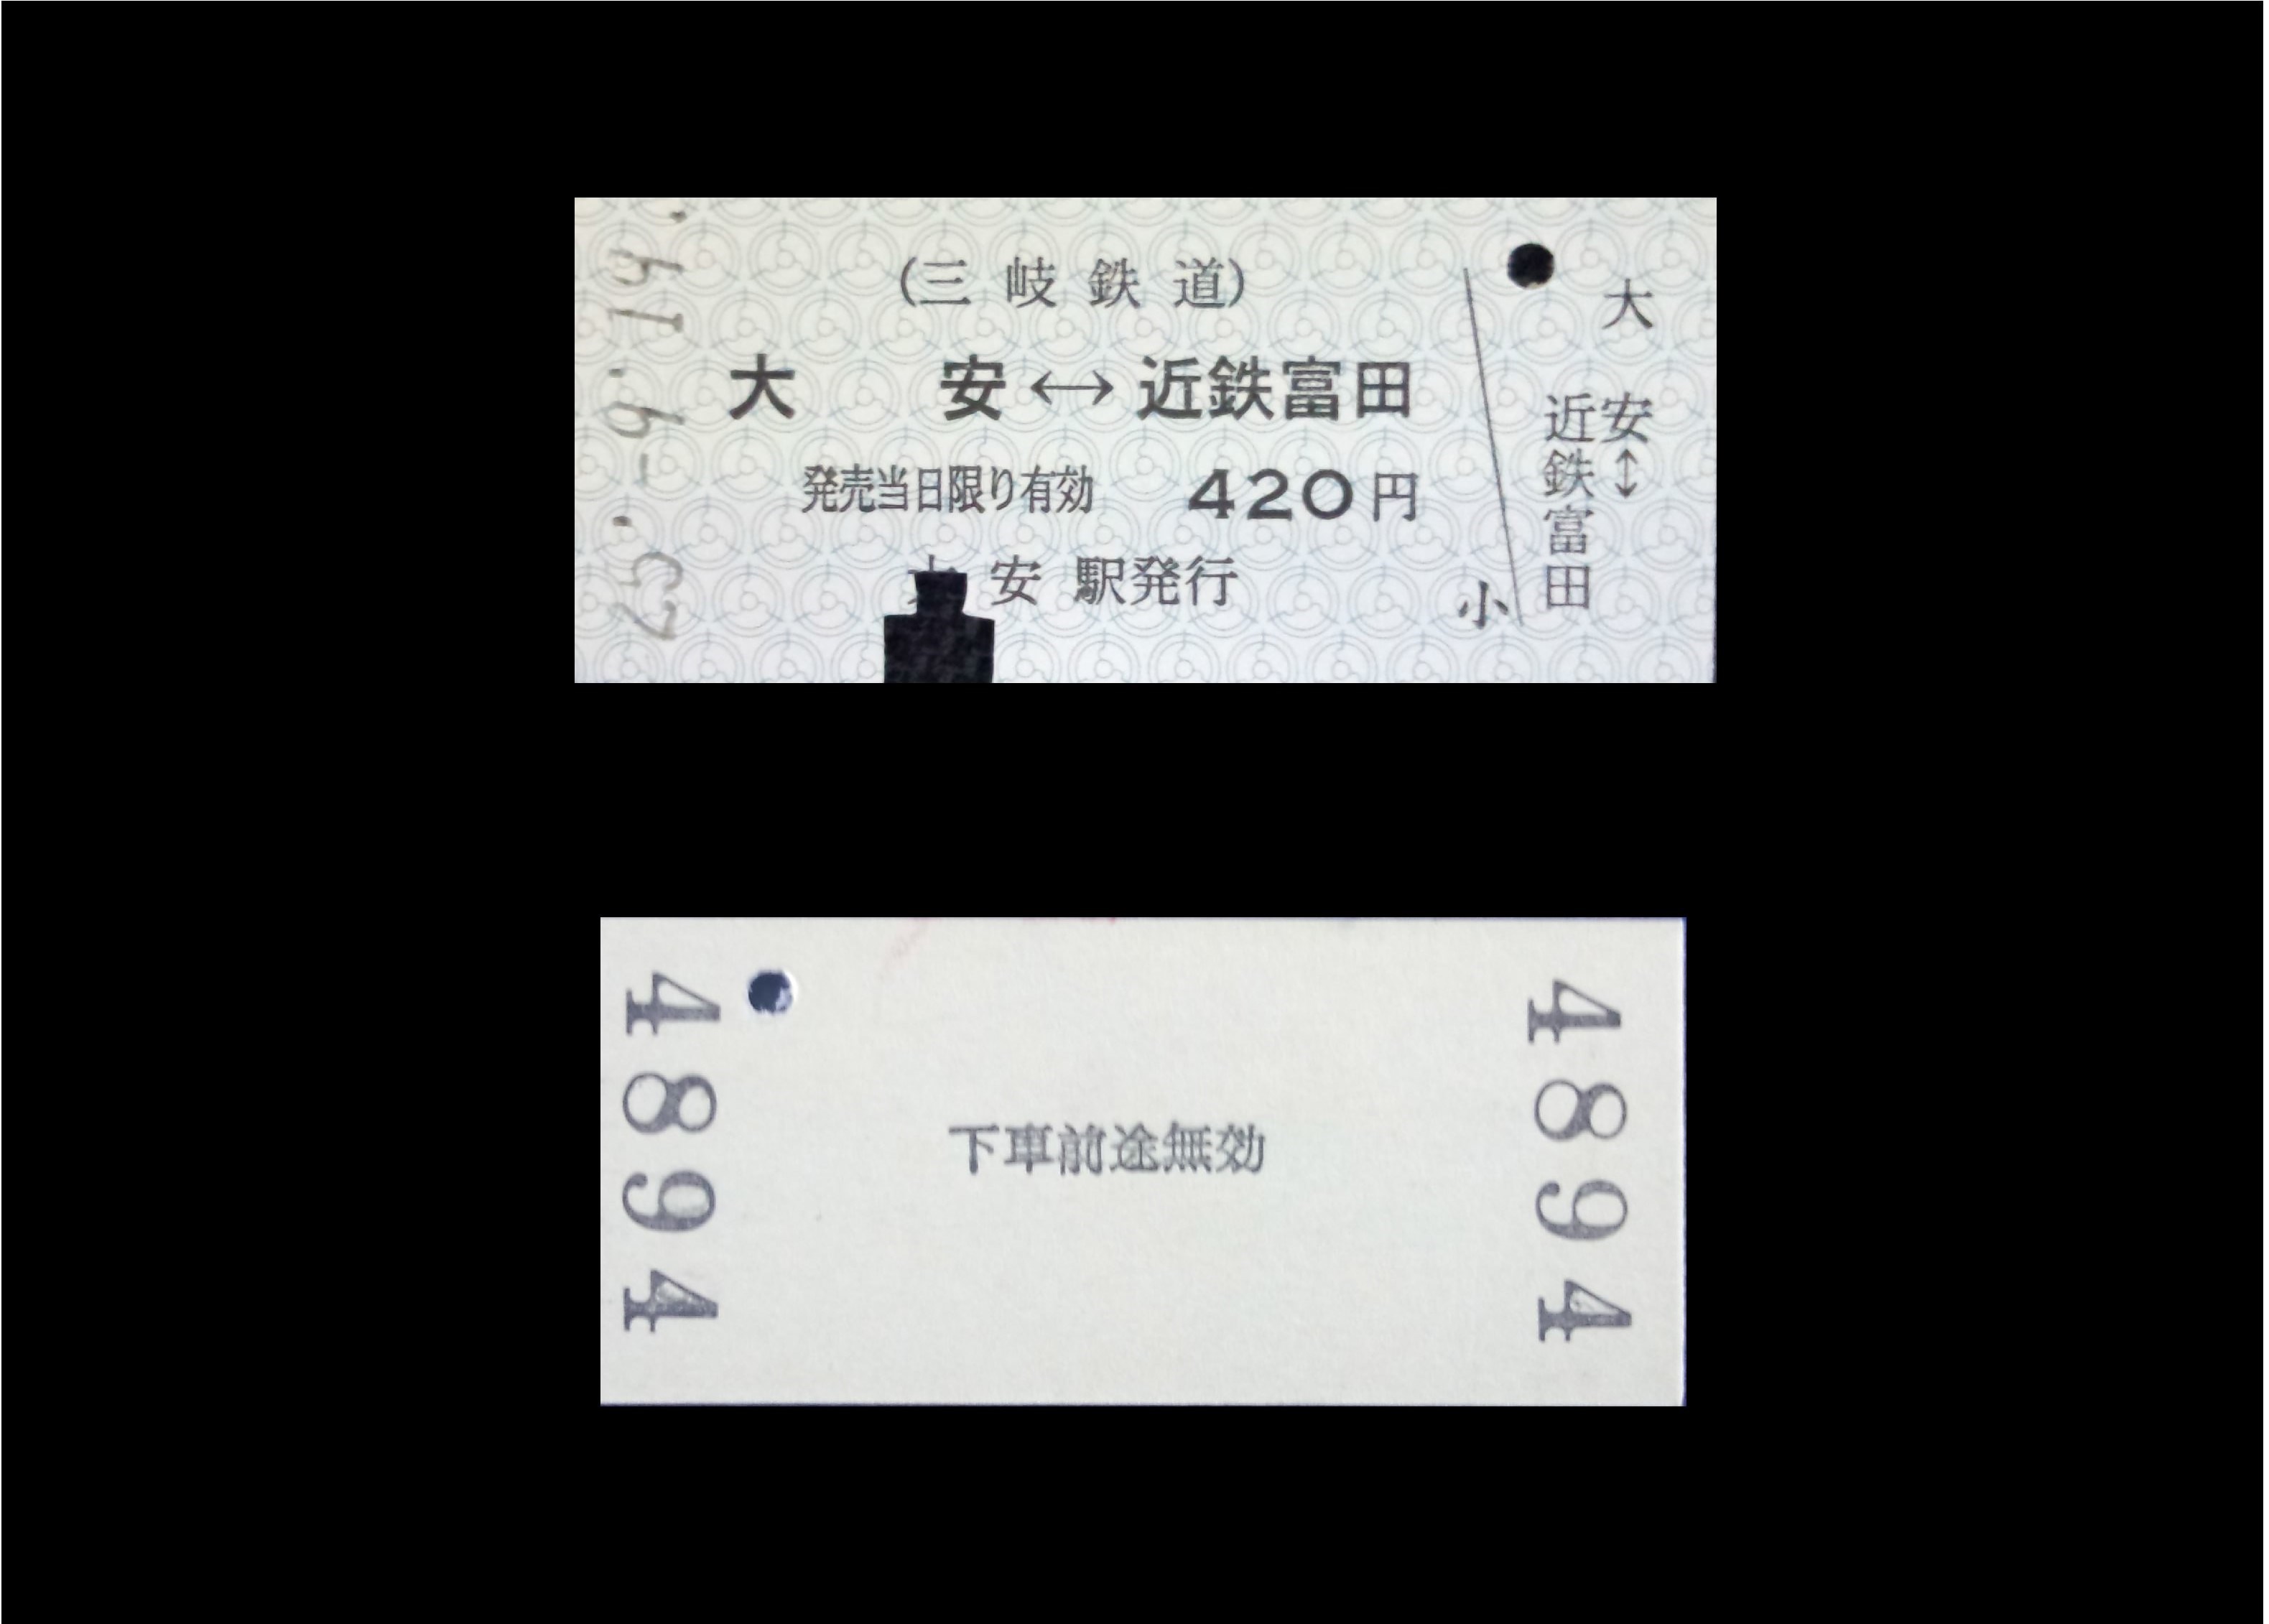 25.-9.19
(三岐鉄道)
大安↔近鉄富田
発売当日限り有効 420円
安 駅発行
小
大安↕
近鉄富田
4894
下車前途無効
4894